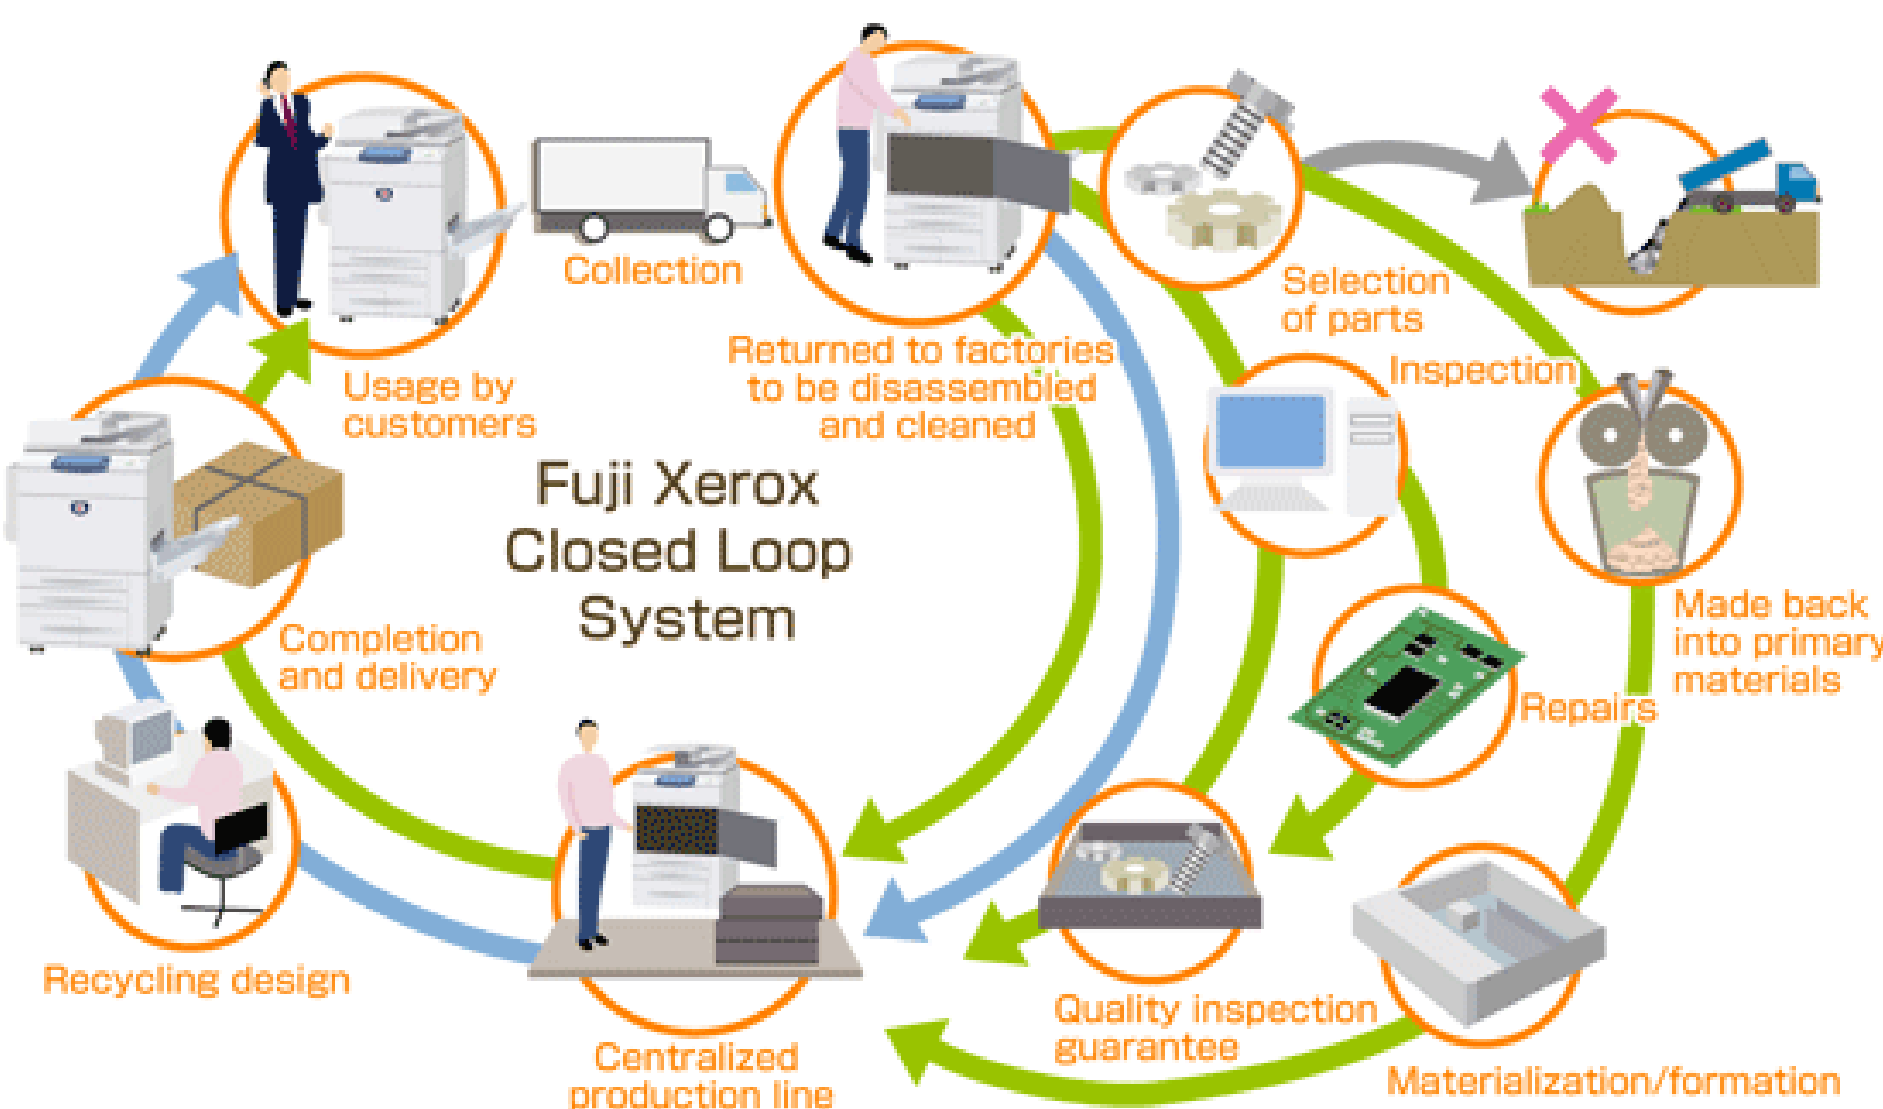 Collection
Usage by
customers
Returned to factories
to be disassembled
and cleaned
Selection
of parts
Inspection
Fuji Xerox
Closed Loop
System
Made back
into primary
materials
Repairs
Completion
and delivery
Recycling design
Centralized
production line
Quality inspection
guarantee
Materialization/formation